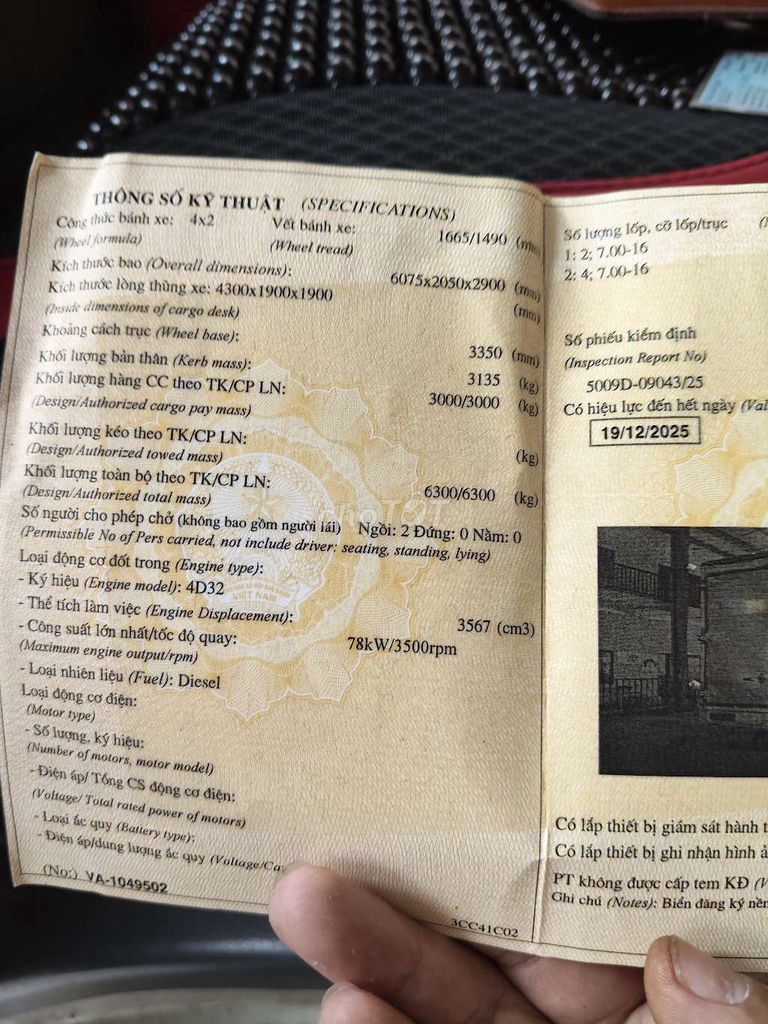 THÔNG SỐ KỸ THUẬT (SPECIFICATIONS)
Công thức bánh xe: 4x2 Vết bánh xe: 1665/1490 (mm)
(Wheel formula) (Wheel tread)
Kích thước bao (Overall dimensions): 6075x2050x2900 (mm)
Kích thước lòng thùng xe: 4300x1900x1900 (mm)
(Inside dimensions of cargo desk)
Khoảng cách trục (Wheel base): 3350 (mm)
Khối lượng bản thân (Kerb mass): 3135 (kg)
Khối lượng hàng CC theo TK/CP LN: 3000/3000 (kg)
(Design/Authorized cargo pay mass)
Khối lượng kéo theo TK/CP LN: (kg)
(Design/Authorized towed mass)
Khối lượng toàn bộ theo TK/CP LN: 6300/6300 (kg)
(Design/Authorized total mass)
Số người cho phép chở (không bao gồm người lái) Ngồi: 2 Đứng: 0 Nằm: 0
(Permissible No of Pers carried, not include driver: seating, standing, lying)
Loại động cơ đốt trong (Engine type):
- Ký hiệu (Engine model): 4D32
VIỆT NAM
- Thể tích làm việc (Engine Displacement): 3567 (cm3)
- Công suất lớn nhất/tốc độ quay: 78kW/3500rpm
(Maximum engine output/rpm)
- Loại nhiên liệu (Fuel): Diesel
Loại động cơ điện:
(Motor type)
- Số lượng, ký hiệu:
(Number of motors, motor model)
- Điện áp/ Tổng CS động cơ điện:
(Voltage/ Total rated power of motors)
- Loại ắc quy (Battery type):
- Điện áp/dung lượng ắc quy (Voltage/Ca
(No:) VA-1049502
3CC41C02
Số lượng lốp, cỡ lốp/trục
1: 2; 7.00-16
2: 4; 7.00-16
Số phiếu kiểm định
(Inspection Report No)
5009D-09043/25
Có hiệu lực đến hết ngày (Val
19/12/2025
Có lắp thiết bị giám sát hành t
Có lắp thiết bị ghi nhận hình ả
PT không được cấp tem KĐ (V
Ghi chú (Notes): Biển đăng ký nền